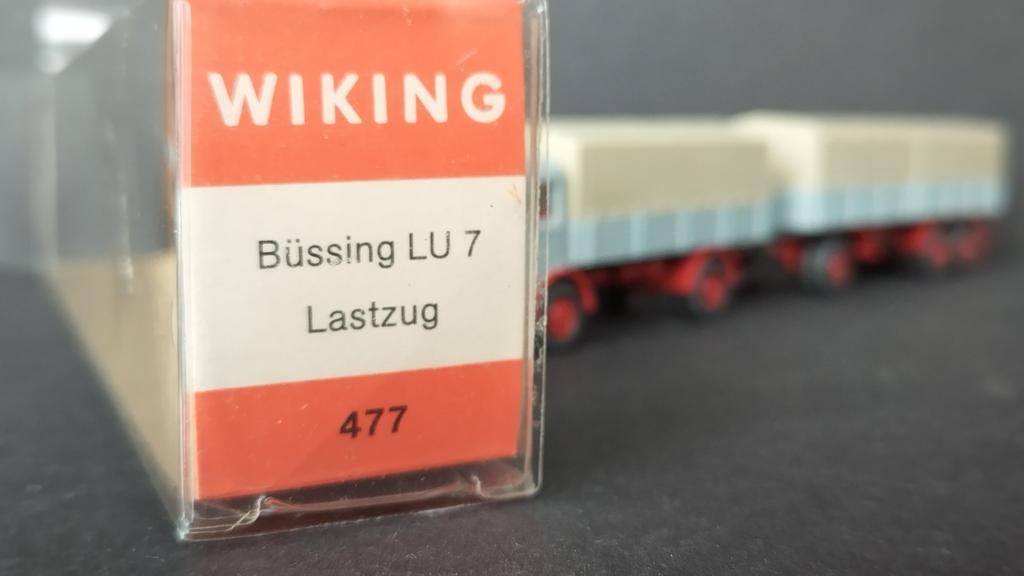 WIKING
Büssing LU 7
Lastzug
477